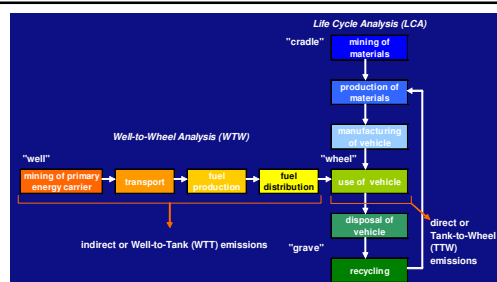 Life Cycle Analysis (LCA)
"cradle"
mining of
materials
production of
materials
manufacturing
of vehicle
Well-to-Wheel Analysis (WTW)
"well"
"wheel"
mining of primary
energy carrier
transport
fuel
production
fuel
distribution
use of vehicle
disposal of
vehicle
direct or
Tank-to-Wheel
(TTW)
emissions
indirect or Well-to-Tank (WTT) emissions
"grave"
recycling